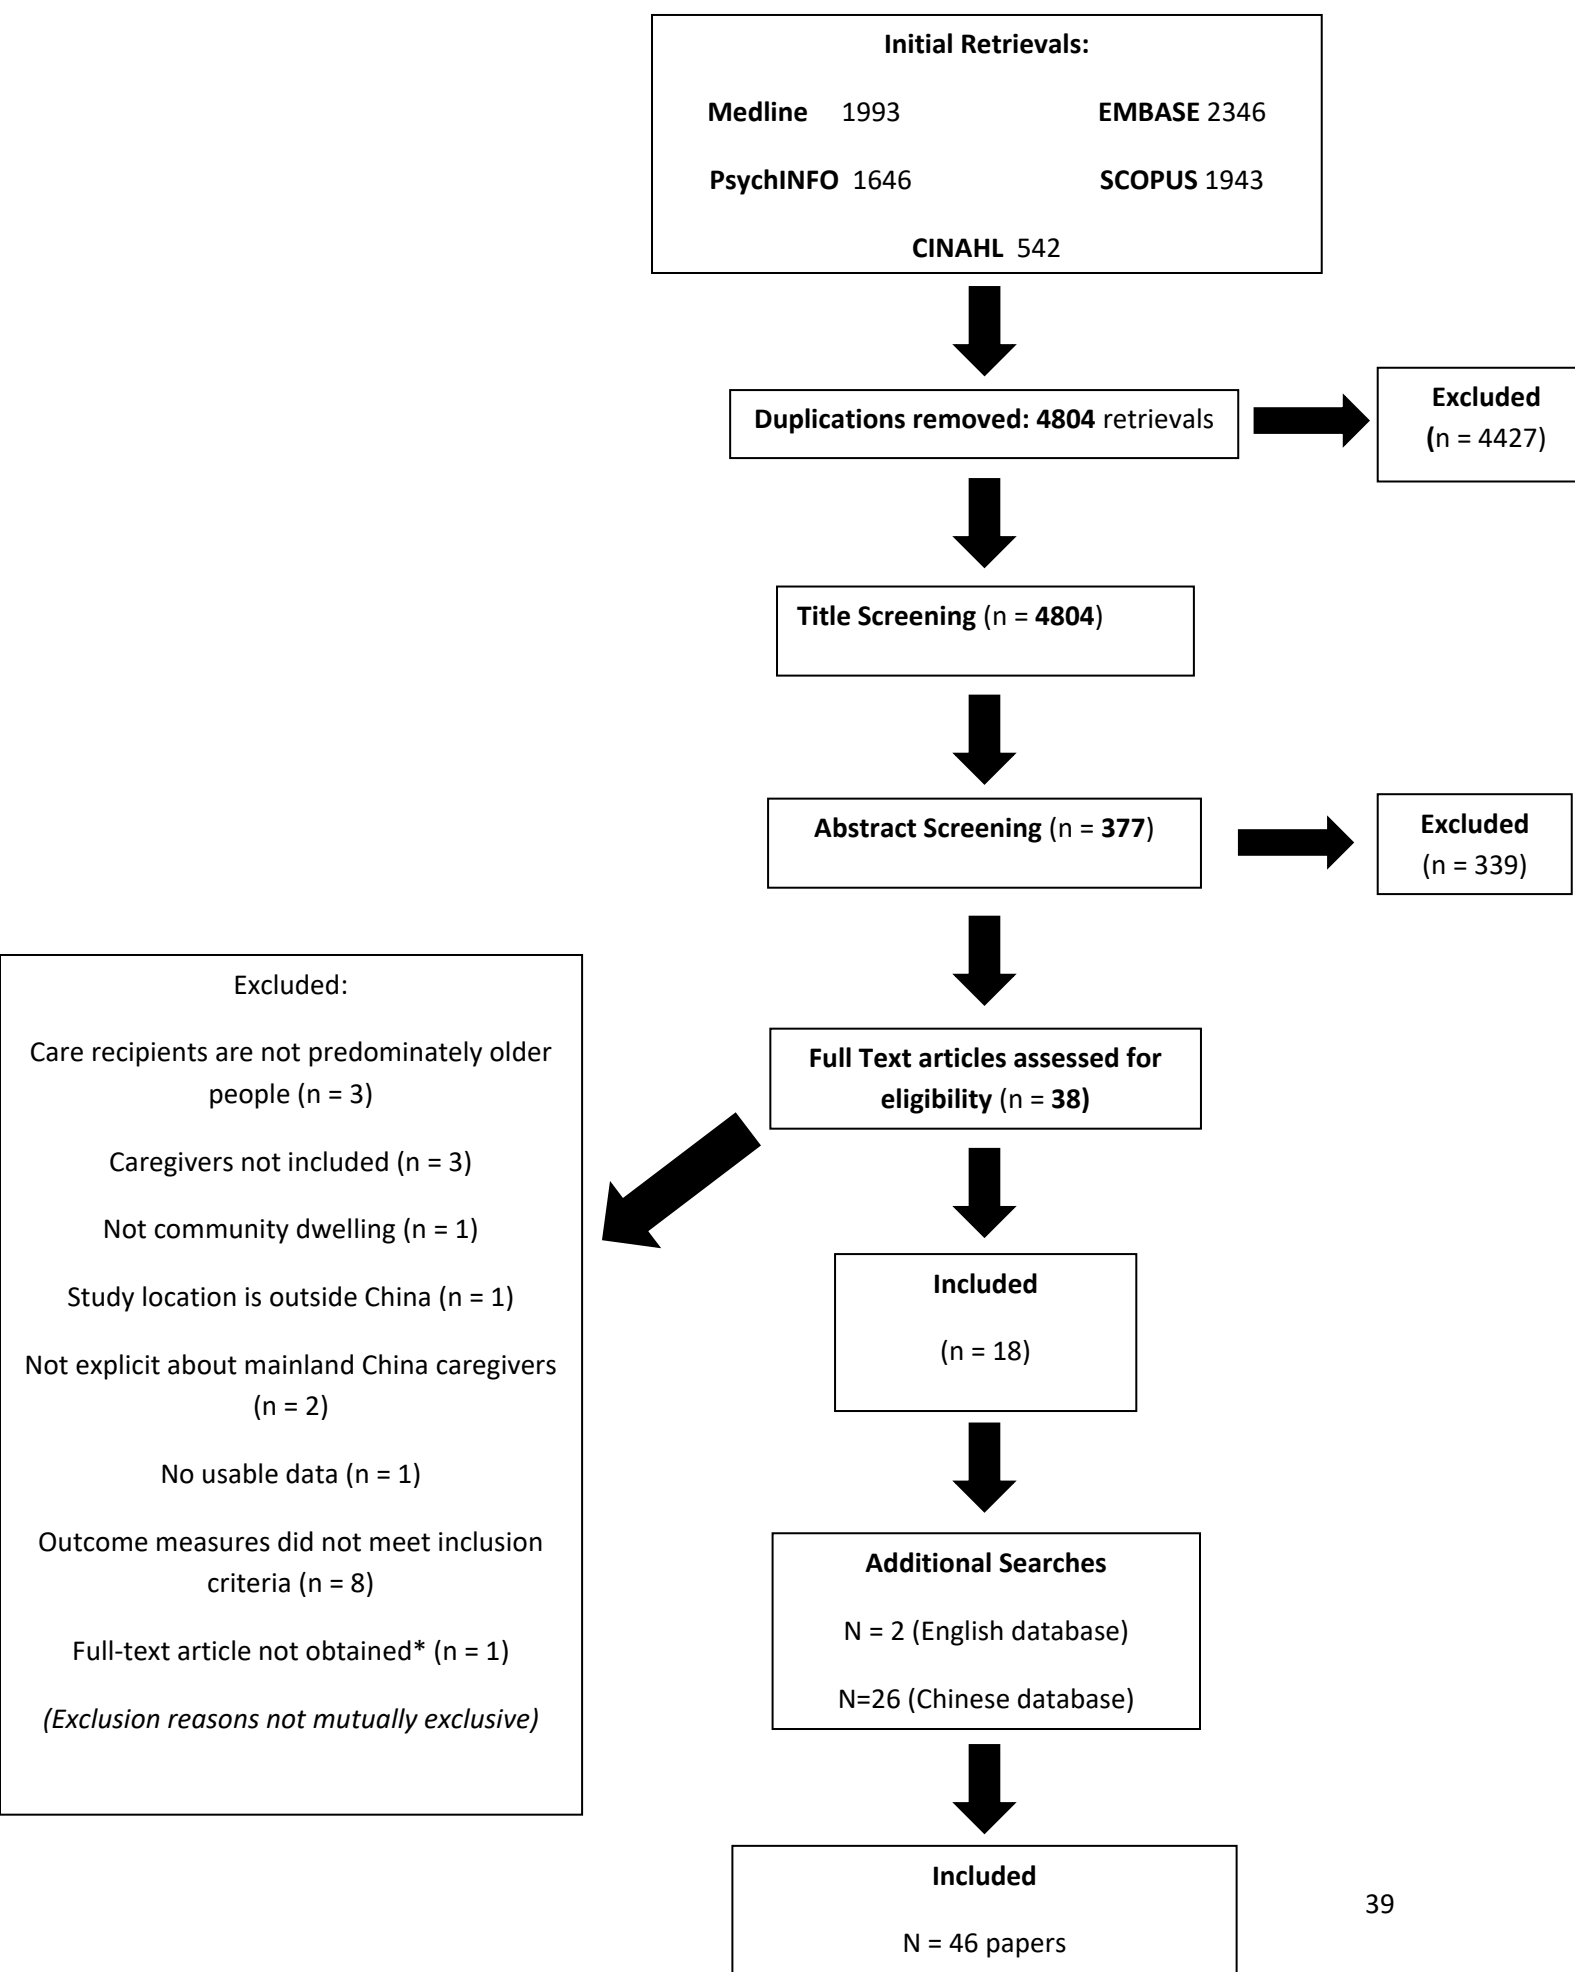 Initial Retrievals:
Medline 1993 EMBASE 2346
PsychINFO 1646 SCOPUS 1943
CINAHL 542
Duplications removed: 4804 retrievals
Excluded
(n = 4427)
Title Screening (n = 4804)
Abstract Screening (n = 377)
Excluded
(n = 339)
Full Text articles assessed for
eligibility (n = 38)
Excluded:
Care recipients are not predominately older
people (n = 3)
Caregivers not included (n = 3)
Not community dwelling (n = 1)
Study location is outside China (n = 1)
Not explicit about mainland China caregivers
(n = 2)
No usable data (n = 1)
Outcome measures did not meet inclusion
criteria (n = 8)
Full-text article not obtained* (n = 1)
(Exclusion reasons not mutually exclusive)
Included
(n = 18)
Additional Searches
N = 2 (English database)
N=26 (Chinese database)
Included
N = 46 papers
39